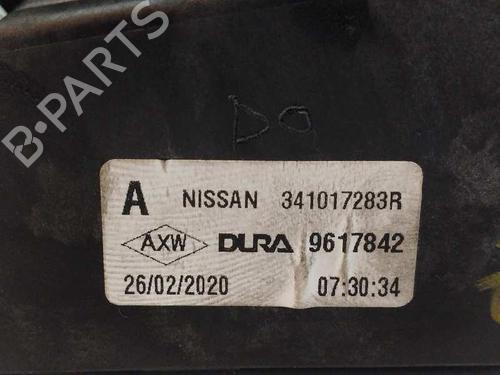 B-PARTS
DO
A NISSAN 341017283R
AXW DURA 9617842
26/02/2020 07:30:34